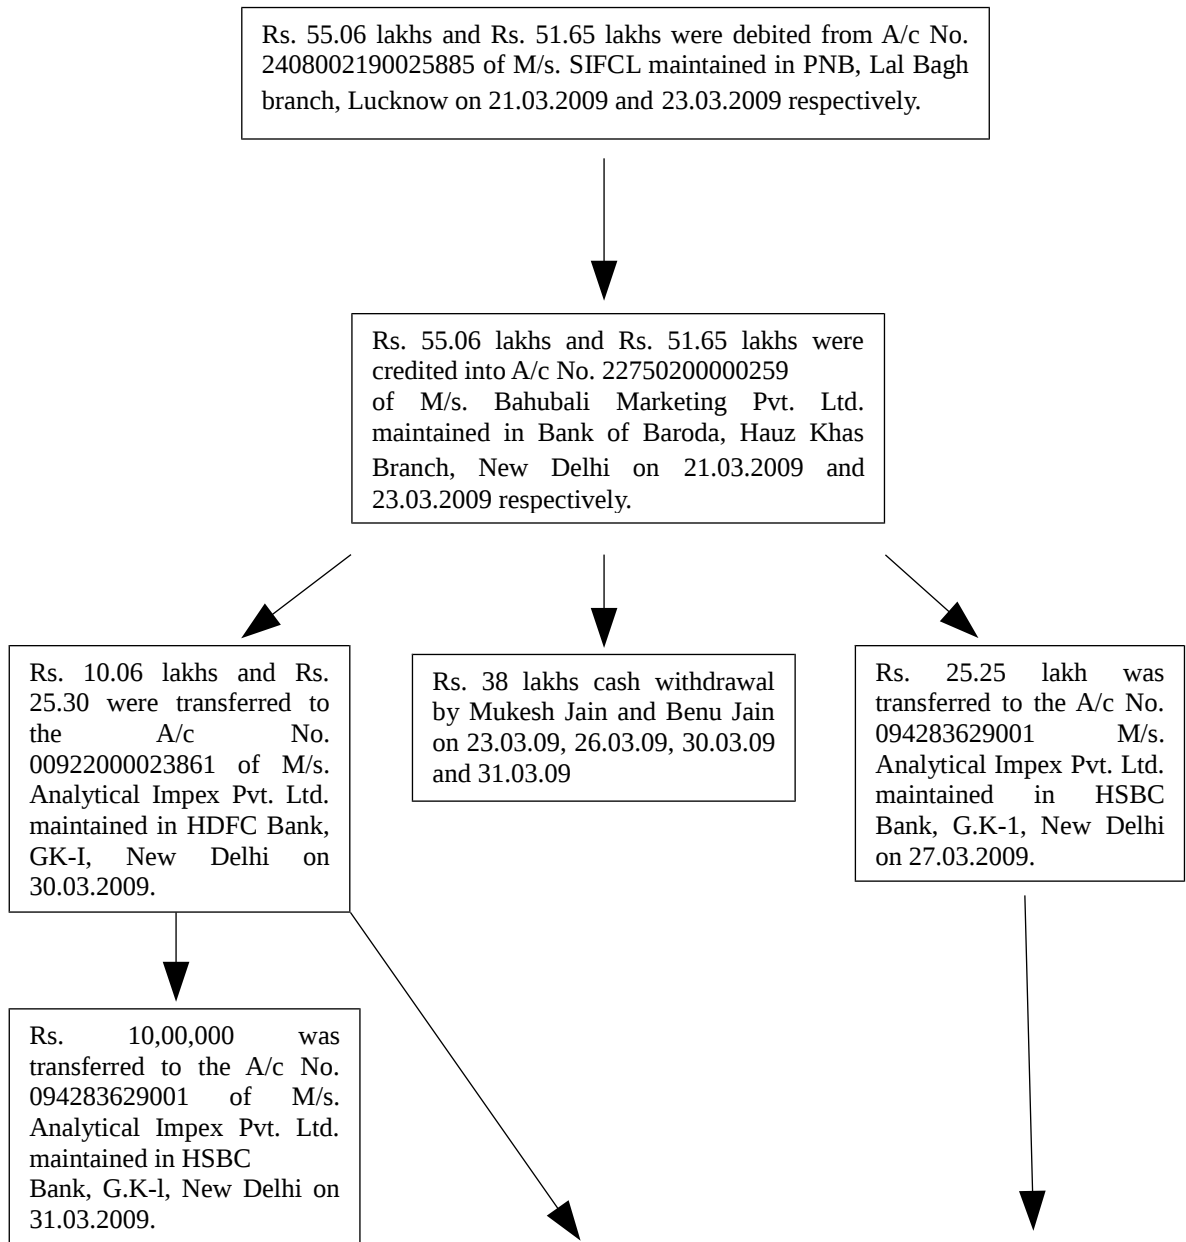 Rs. 55.06 lakhs and Rs. 51.65 lakhs were debited from A/c No.
2408002190025885 of M/s. SIFCL maintained in PNB, Lal Bagh
branch, Lucknow on 21.03.2009 and 23.03.2009 respectively.
Rs. 55.06 lakhs and Rs. 51.65 lakhs were
credited into A/c No. 22750200000259
of M/s. Bahubali Marketing Pvt. Ltd.
maintained in Bank of Baroda, Hauz Khas
Branch, New Delhi on 21.03.2009 and
23.03.2009 respectively.
Rs. 10.06 lakhs and Rs.
25.30 were transferred to
the A/c No.
00922000023861 of M/s.
Analytical Impex Pvt. Ltd.
maintained in HDFC Bank,
GK-I, New Delhi on
30.03.2009.
Rs. 38 lakhs cash withdrawal
by Mukesh Jain and Benu Jain
on 23.03.09, 26.03.09, 30.03.09
and 31.03.09
Rs. 25.25 lakh was
transferred to the A/c No.
094283629001 M/s.
Analytical Impex Pvt. Ltd.
maintained in HSBC
Bank, G.K-1, New Delhi
on 27.03.2009.
Rs. 10,00,000 was
transferred to the A/c No.
094283629001 of M/s.
Analytical Impex Pvt. Ltd.
maintained in HSBC
Bank, G.K-l, New Delhi on
31.03.2009.